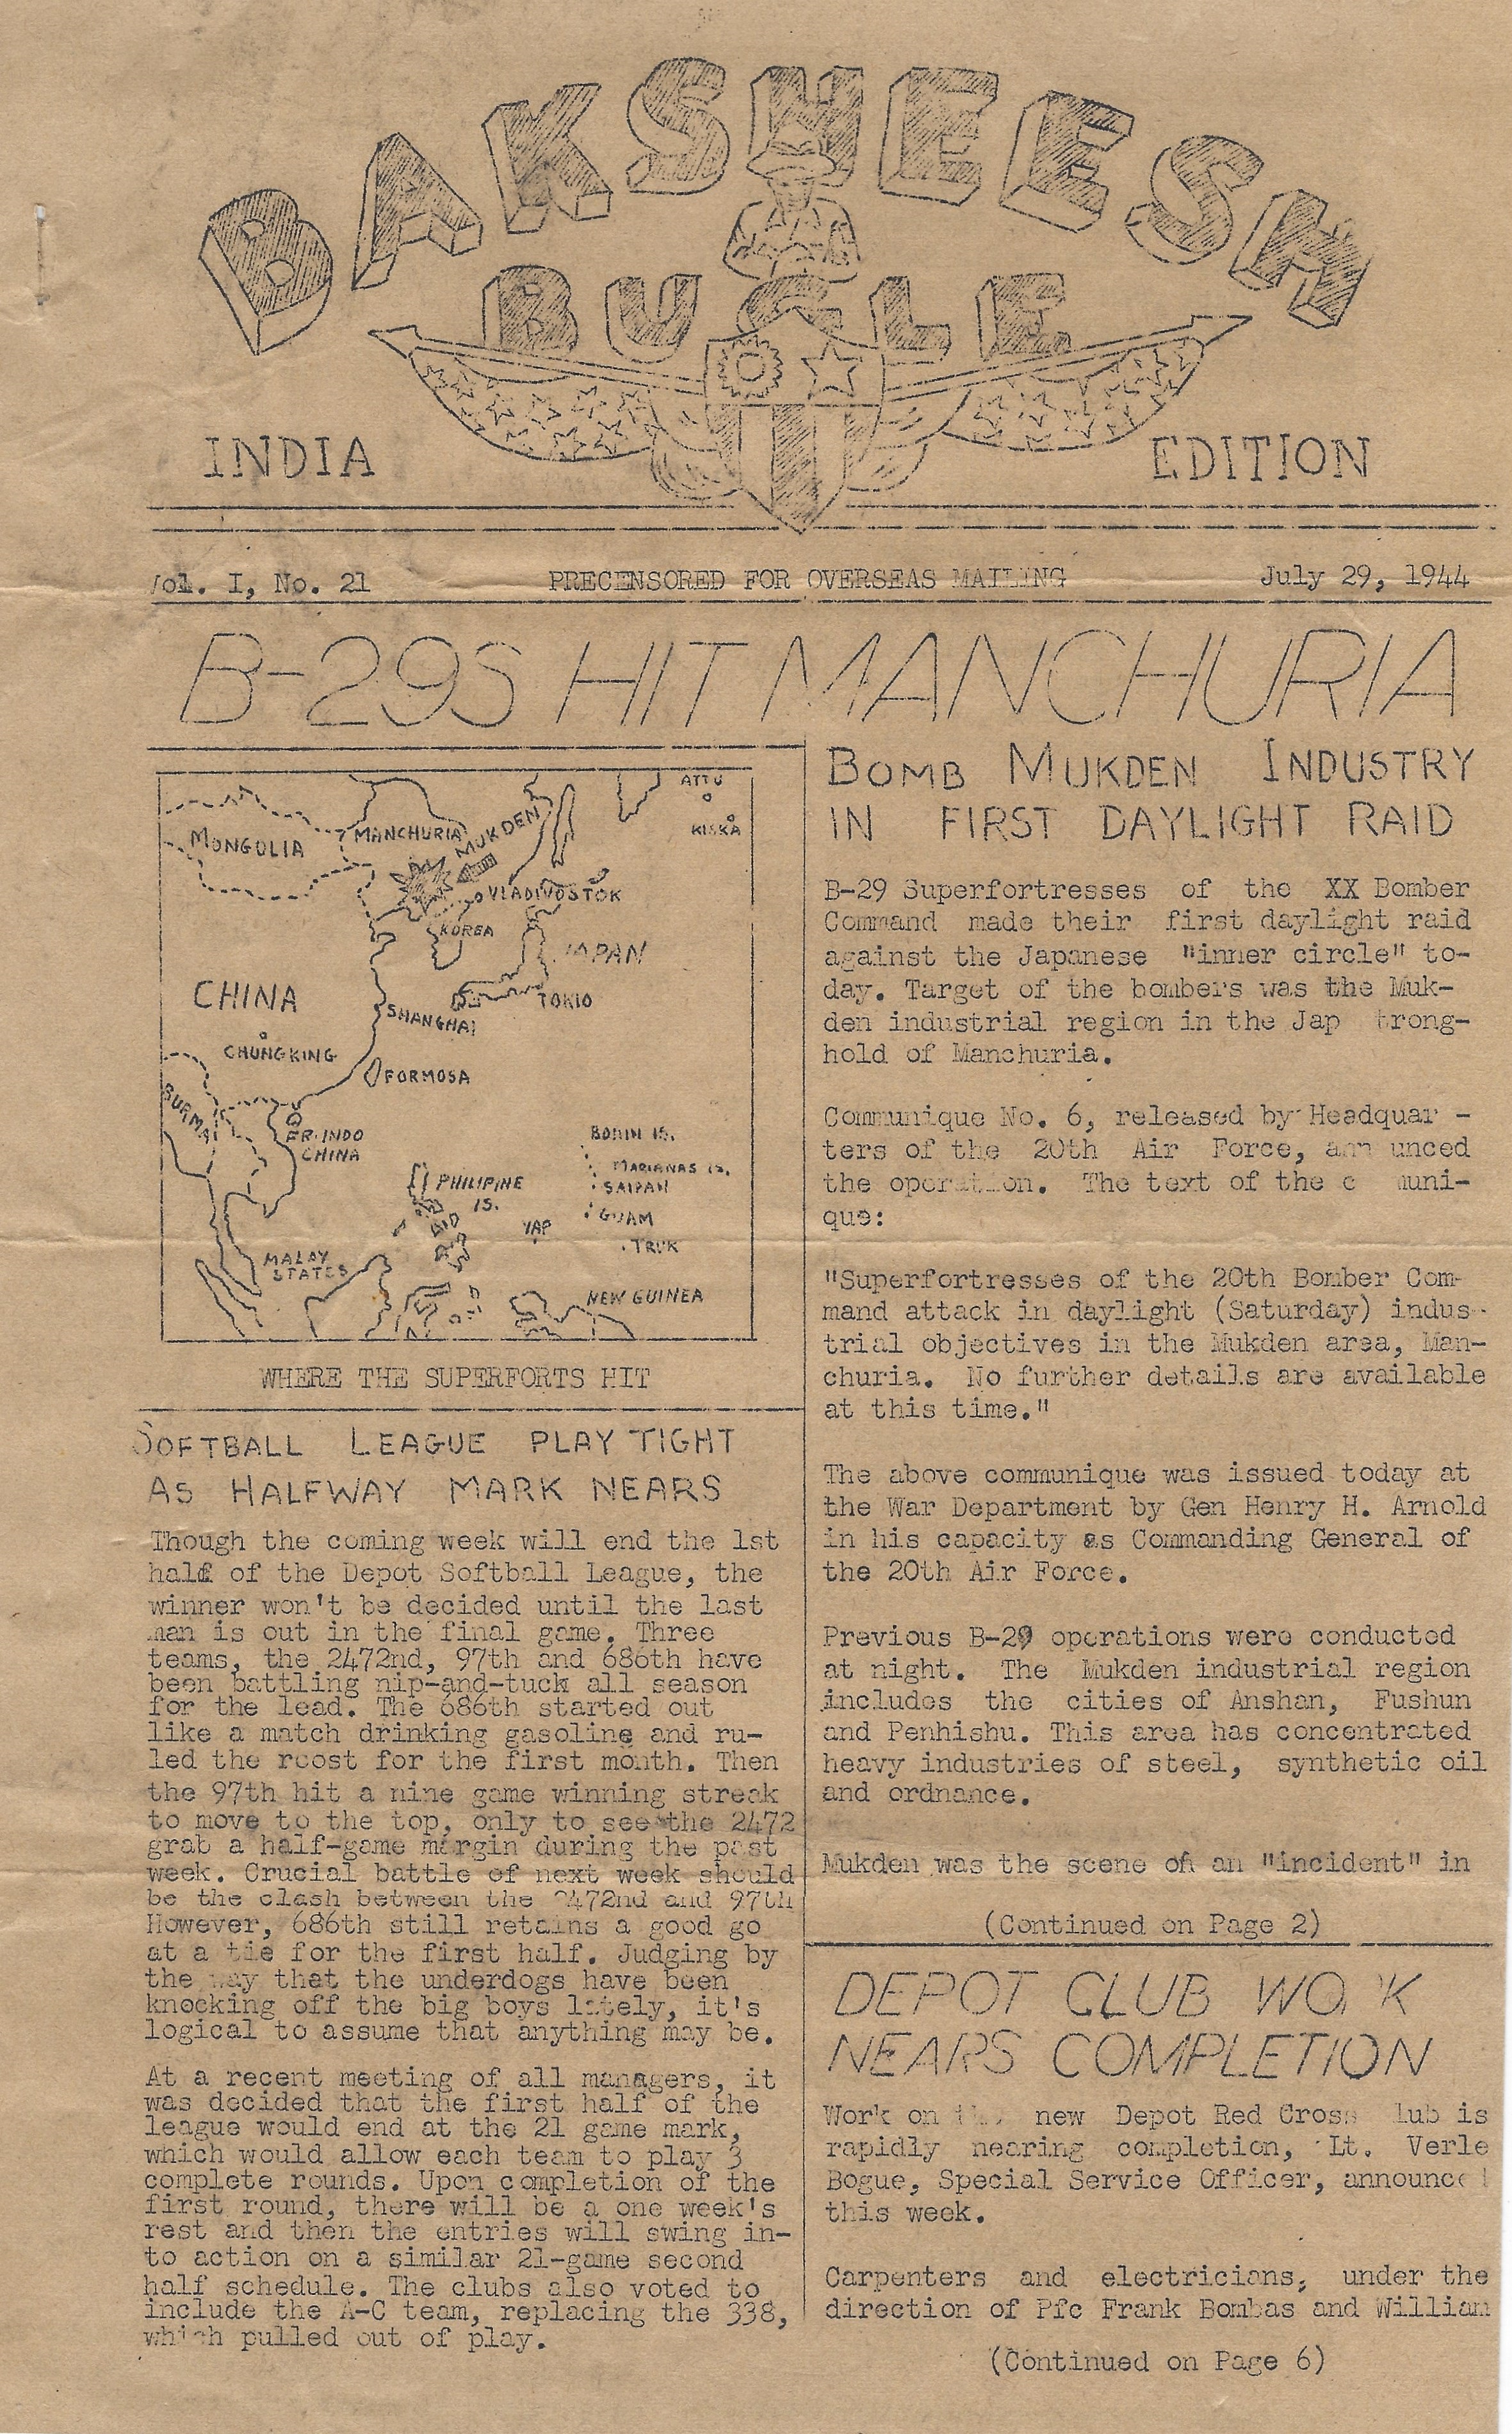 BAKSHEESH
BUGLE
INDIA EDITION
Vol. I, No. 21 PRECENSORED FOR OVERSEAS MAILING July 29, 1944
B-29S HIT MANCHURIA
ATTU
KISKA
MONGOLIA
MANCHURIA
MUKDEN
VLADIVOSTOK
KOREA
JAPAN
CHINA
TOKIO
SHANGHAI
CHUNGKING
FORMOSA
BURMA
FR. INDO
CHINA
BONIN IS.
MARIANAS IS.
SAIPAN
PHILIPINE
IS.
GUAM
YAP
TRUK
MALAY
STATES
NEW GUINEA
WHERE THE SUPERFORTS HIT
SOFTBALL LEAGUE PLAY TIGHT
AS HALFWAY MARK NEARS
Though the coming week will end the 1st
half of the Depot Softball League, the
winner won't be decided until the last
man is out in the final game. Three
teams, the 2472nd, 97th and 686th have
been battling nip-and-tuck all season
for the lead. The 686th started out
like a match drinking gasoline and ru-
led the roost for the first month. Then
the 97th hit a nine game winning streak
to move to the top, only to see the 2472
grab a half-game margin during the past
week. Crucial battle of next week should
be the clash between the 2472nd and 97th
However, 686th still retains a good go
at a tie for the first half. Judging by
the way that the underdogs have been
knocking off the big boys lately, it's
logical to assume that anything may be.
At a recent meeting of all managers, it
was decided that the first half of the
league would end at the 21 game mark,
which would allow each team to play 3
complete rounds. Upon completion of the
first round, there will be a one week's
rest and then the entries will swing in-
to action on a similar 21-game second
half schedule. The clubs also voted to
include the A-C team, replacing the 338,
which pulled out of play.
BOMB MUKDEN INDUSTRY
IN FIRST DAYLIGHT RAID
B-29 Superfortresses of the XX Bomber
Command made their first daylight raid
against the Japanese "inner circle" to-
day. Target of the bombers was the Muk-
den industrial region in the Jap trong-
hold of Manchuria.
Communique No. 6, released by Headquar -
ters of the 20th Air Force, ann unced
the operation. The text of the c muni-
que:
"Superfortresses of the 20th Bomber Com-
mand attack in daylight (Saturday) indus-
trial objectives in the Mukden area, Man-
churia. No further details are available
at this time."
The above communique was issued today at
the War Department by Gen Henry H. Arnold
in his capacity as Commanding General of
the 20th Air Force.
Previous B-29 operations were conducted
at night. The Mukden industrial region
includes the cities of Anshan, Fushun
and Penhishu. This area has concentrated
heavy industries of steel, synthetic oil
and ordnance.
Mukden was the scene of an "incident" in
(Continued on Page 2)
DEPOT CLUB WORK
NEARS COMPLETION
Work on the new Depot Red Cross lub is
rapidly nearing completion, Lt. Verle
Bogue, Special Service Officer, announced
this week.
Carpenters and electricians, under the
direction of Pfc Frank Bombas and William
(Continued on Page 6)